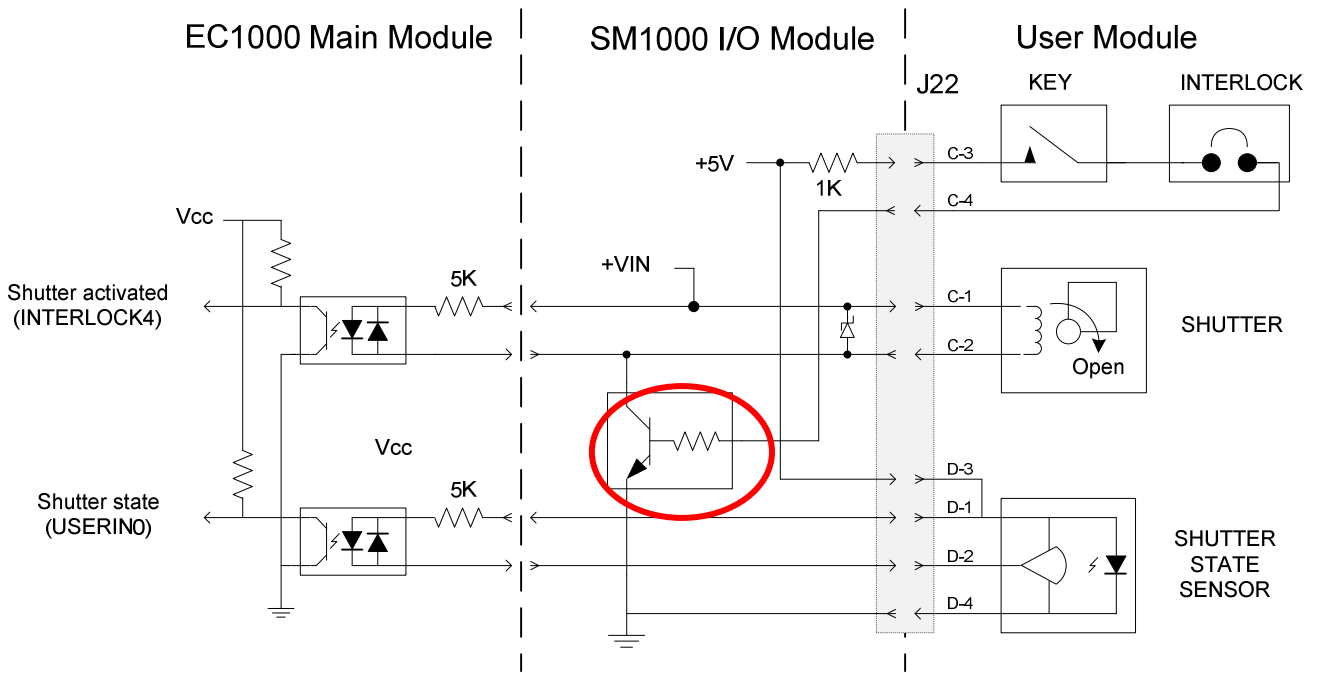 EC1000 Main Module
SM1000 I/O Module
User Module
J22
KEY
INTERLOCK
+5V
1K
C-3
C-4
Vcc
+VIN
5K
Shutter activated
(INTERLOCK4)
C-1
C-2
SHUTTER
Open
Vcc
5K
Shutter state
(USERIN0)
D-3
D-1
D-2
D-4
SHUTTER
STATE
SENSOR